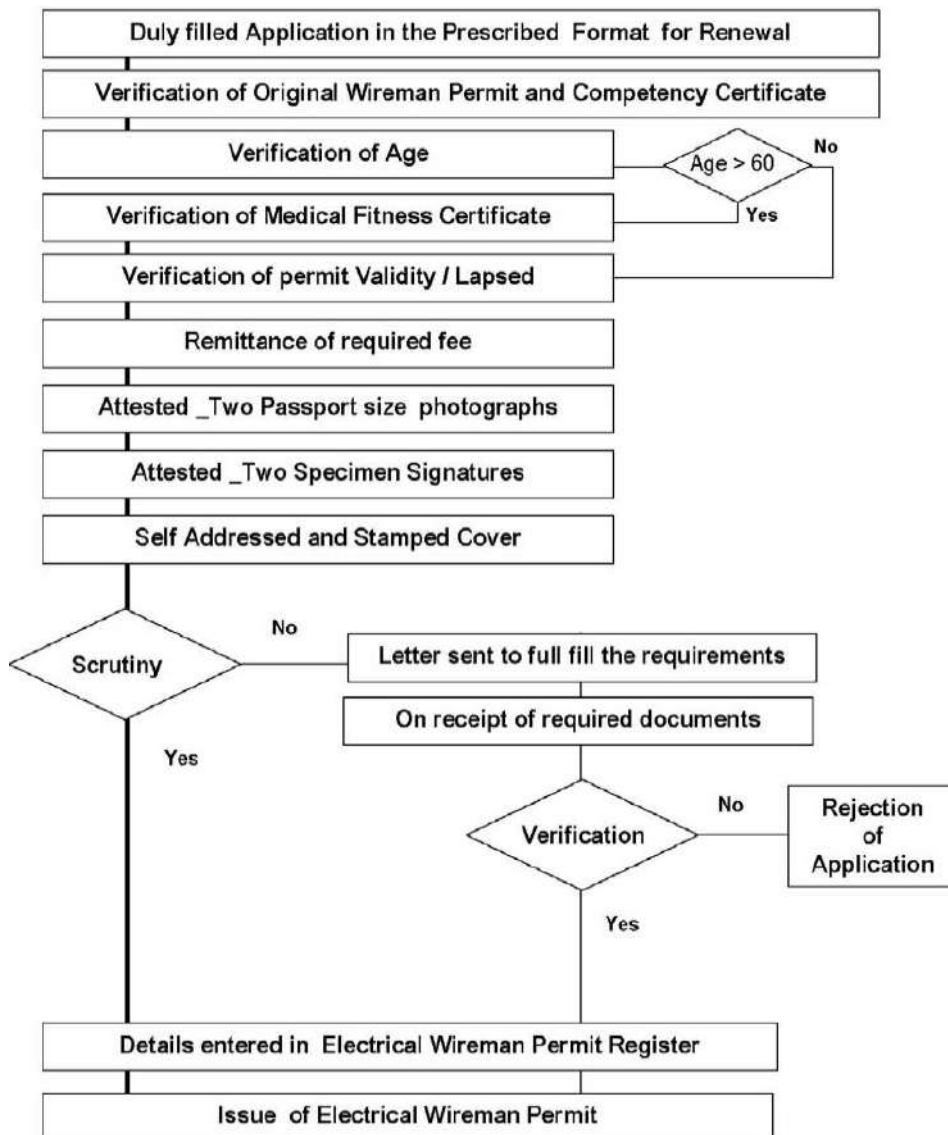 Duly filled Application in the Prescribed Format for Renewal
Verification of Original Wireman Permit and Competency Certificate
Verification of Age
Age > 60
No
Yes
Verification of Medical Fitness Certificate
Verification of permit Validity / Lapsed
Remittance of required fee
Attested _Two Passport size photographs
Attested _Two Specimen Signatures
Self Addressed and Stamped Cover
Scrutiny
No
Letter sent to full fill the requirements
On receipt of required documents
Yes
Verification
No
Rejection
of
Application
Yes
Details entered in Electrical Wireman Permit Register
Issue of Electrical Wireman Permit